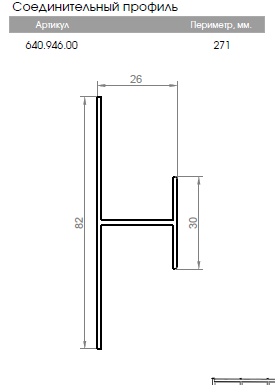 Соединительный профиль
Артикул Периметр, мм.
640.946.00 271
26
82
30